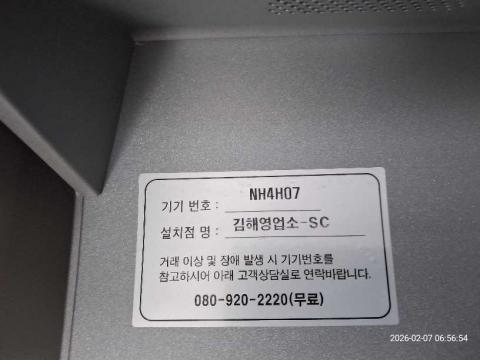 기기 번호 : NH4H07
설치점 명 : 김해영업소-SC
거래 이상 및 장애 발생 시 기기번호를
참고하시어 아래 고객상담실로 연락바랍니다.
080-920-2220(무료)
2026-02-07 06:56:54